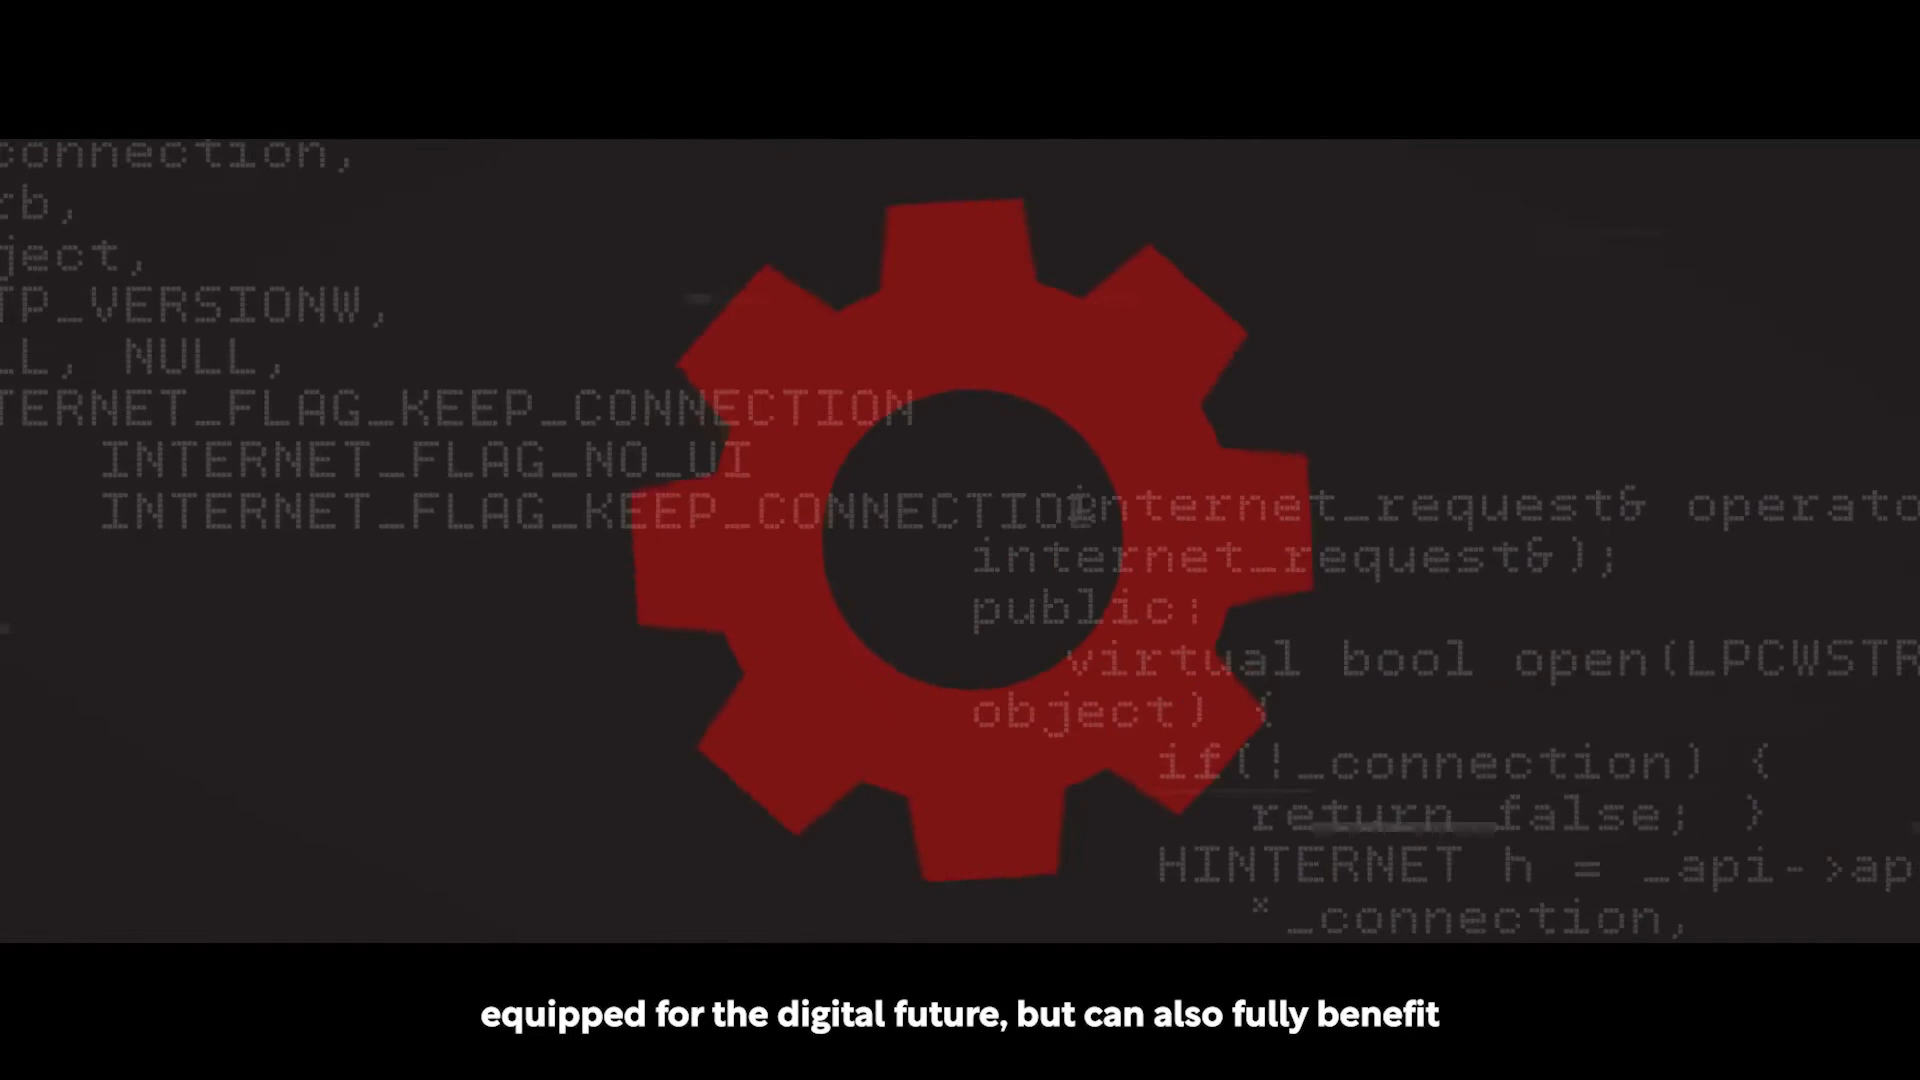 connection,
cb,
ject,
TP_VERSIONW,
LL, NULL,
TERNET_FLAG_KEEP_CONNECTION
INTERNET_FLAG_NO_UI
INTERNET_FLAG_KEEP_CONNECTION
internet_request& operato
internet_request&);
public:
virtual bool open(LPCWSTR
object) {
if(!_connection) {
return false; }
HINTERNET h = _api->ap
*_connection,
equipped for the digital future, but can also fully benefit